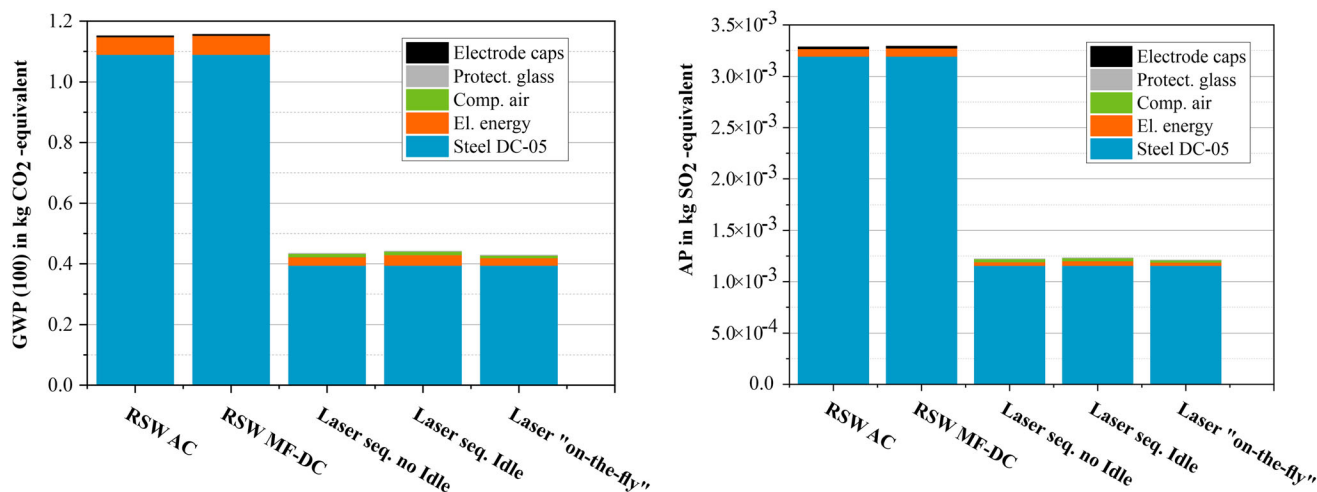 GWP (100) in kg CO2 -equivalent
1.2
1.0
0.8
0.6
0.4
0.2
0.0
Electrode caps
Protect. glass
Comp. air
El. energy
Steel DC-05
RSW AC
RSW MF-DC
Laser seq. no Idle
Laser seq. Idle
Laser "on-the-fly"
AP in kg SO2 -equivalent
3.5×10-3
3.0×10-3
2.5×10-3
2.0×10-3
1.5×10-3
1.0×10-3
5.0×10-4
0.0
Electrode caps
Protect. glass
Comp. air
El. energy
Steel DC-05
RSW AC
RSW MF-DC
Laser seq. no Idle
Laser seq. Idle
Laser "on-the-fly"